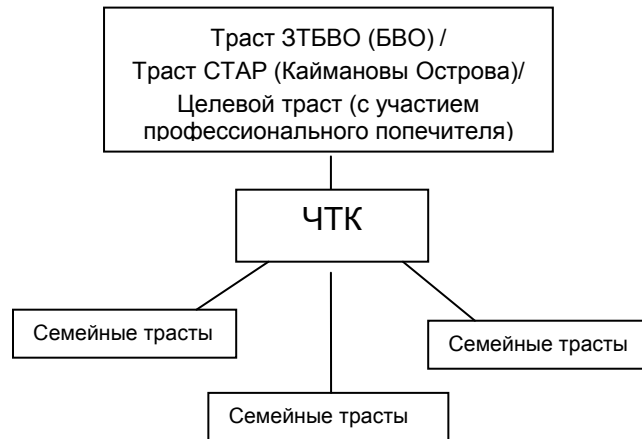 Траст ЗТБВО (БВО) /
Траст СТАР (Каймановы Острова)/
Целевой траст (с участием
профессионального попечителя)
ЧТК
Семейные трасты
Семейные трасты
Семейные трасты